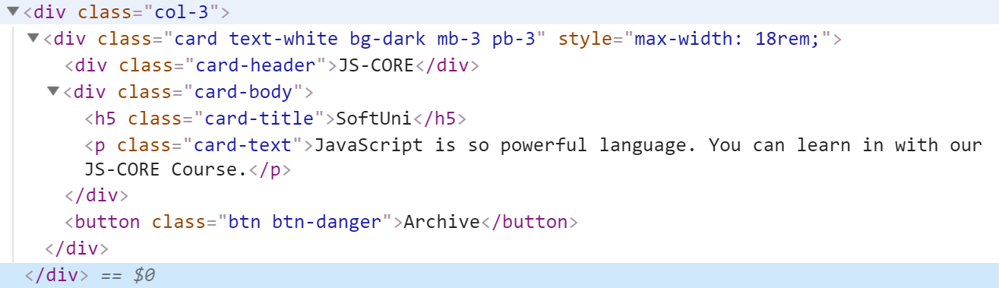 <div class="col-3">
<div class="card text-white bg-dark mb-3 pb-3" style="max-width: 18rem;">
<div class="card-header">JS-CORE</div>
<div class="card-body">
<h5 class="card-title">SoftUni</h5>
<p class="card-text">JavaScript is so powerful language. You can learn in with our
JS-CORE Course.</p>
</div>
<button class="btn btn-danger">Archive</button>
</div>
</div> == $0